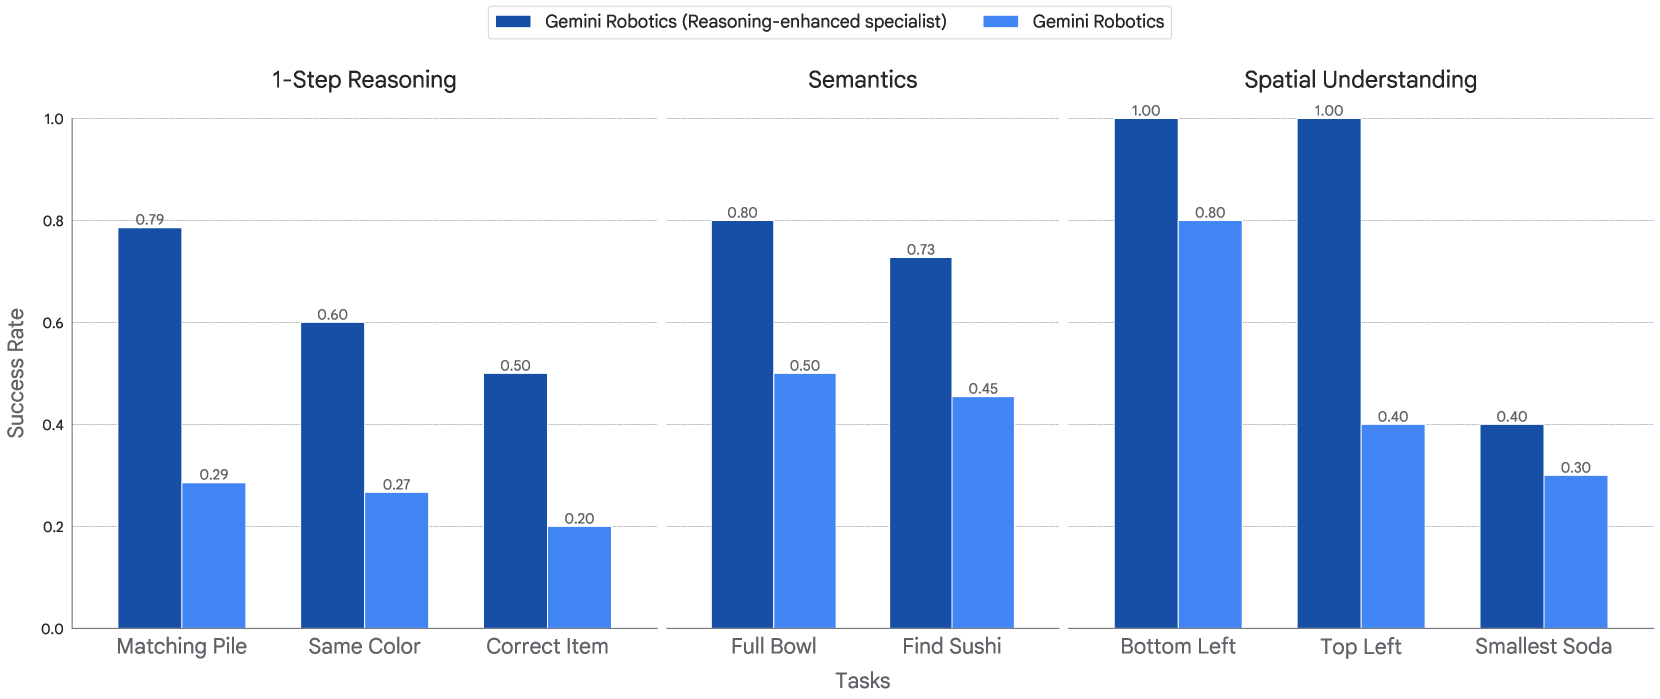 Gemini Robotics (Reasoning-enhanced specialist) Gemini Robotics
1-Step Reasoning Semantics Spatial Understanding
Success Rate
1.0
0.8
0.6
0.4
0.2
0.0
0.79 0.29 0.60 0.27 0.50 0.20
0.80 0.50 0.73 0.45
1.00 0.80 1.00 0.40 0.40 0.30
Matching Pile Same Color Correct Item Full Bowl Find Sushi Bottom Left Top Left Smallest Soda
Tasks